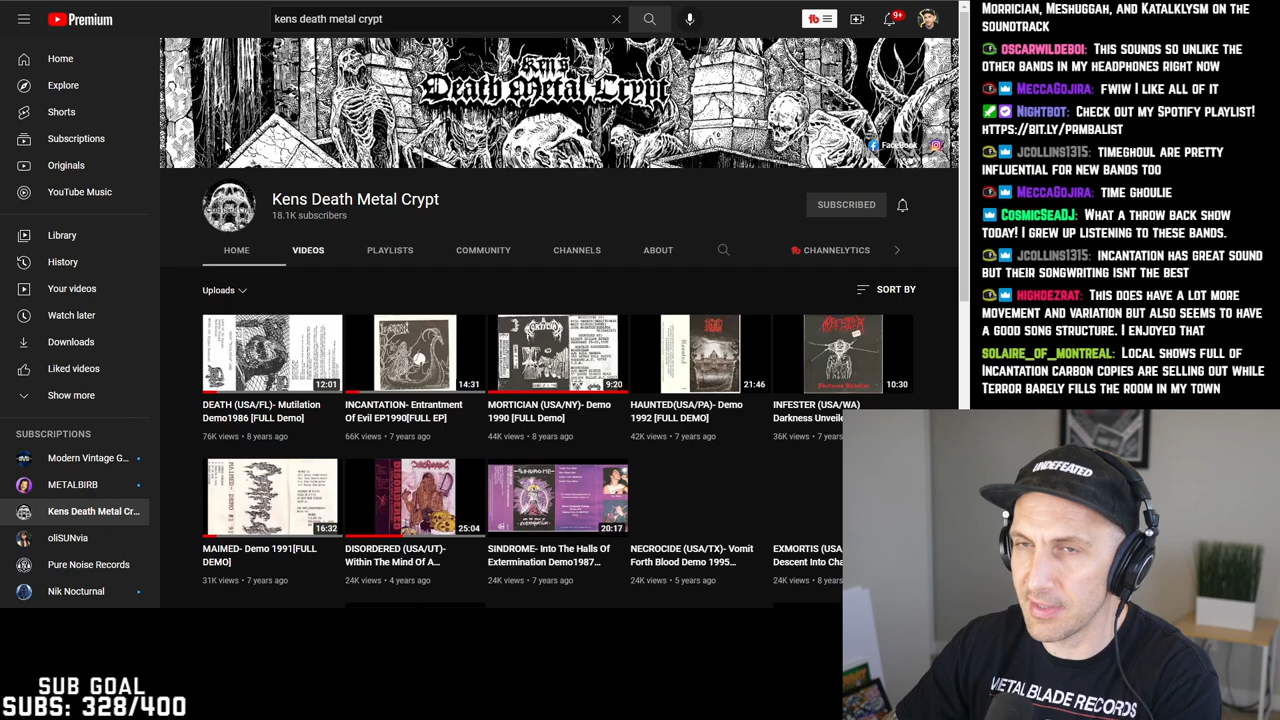 Premium
kens death metal crypt
9+
Home
Explore
Shorts
Subscriptions
Originals
YouTube Music
Library
History
Your videos
Watch later
Downloads
Liked videos
Show more
SUBSCRIPTIONS
Modern Vintage G...
METALBIRB
Kens Death Metal Cr...
oliSUNvia
Pure Noise Records
Nik Nocturnal
Ken's
Death Metal Crypt
FaceBook
Kens Death Metal Crypt
18.1K subscribers
SUBSCRIBED
HOME
VIDEOS
PLAYLISTS
COMMUNITY
CHANNELS
ABOUT
CHANNELYTICS
Uploads
SORT BY
12:01
14:31
9:20
21:46
10:30
DEATH (USA/FL)- Mutilation
Demo1986 [FULL Demo]
76K views • 8 years ago
INCANTATION- Entrantment
Of Evil EP1990[FULL EP]
66K views • 7 years ago
MORTICIAN (USA/NY)- Demo
1990 [FULL Demo]
44K views • 8 years ago
HAUNTED(USA/PA)- Demo
1992 [FULL DEMO]
42K views • 7 years ago
INFESTER (USA/WA)
Darkness Unveile
36K views • 7 years
16:32
25:04
20:17
MAIMED- Demo 1991[FULL
DEMO]
31K views • 7 years ago
DISORDERED (USA/UT)-
Within The Mind Of A...
24K views • 7 years ago
SINDROME- Into The Halls Of
Extermination Demo1987...
24K views • 7 years ago
NECROCIDE (USA/TX)- Vomit
Forth Blood Demo 1995...
24K views • 5 years ago
EXMORTIS (USA
Descent Into Cha
24K views • 8 years
Morrician, Meshuggah, and Katalklysm on the
soundtrack
oscarwildeboi: This sounds so unlike the
other bands in my headphones right now
MeccaGojira: fwiw I like all of it
Nightbot: Check out my Spotify playlist!
https://bit.ly/prmbalist
jcollins1315: Timeghoul are pretty
influential for new bands too
MeccaGojira: Time Ghoulie
CosmicSeaDJ: What a throw back show
today! I grew up listening to these bands.
jcollins1315: Incantation has great sound
but their songwriting isnt the best
highdezrat: This does have a lot more
movement and variation but also seems to have
a good song structure. I enjoyed that
solaire_of_montreal: Local shows full of
Incantation carbon copies are selling out while
Terror barely fills the room in my town
UNDEFEATED
METAL BLADE RECORDS
SUB GOAL
SUBS: 328/400